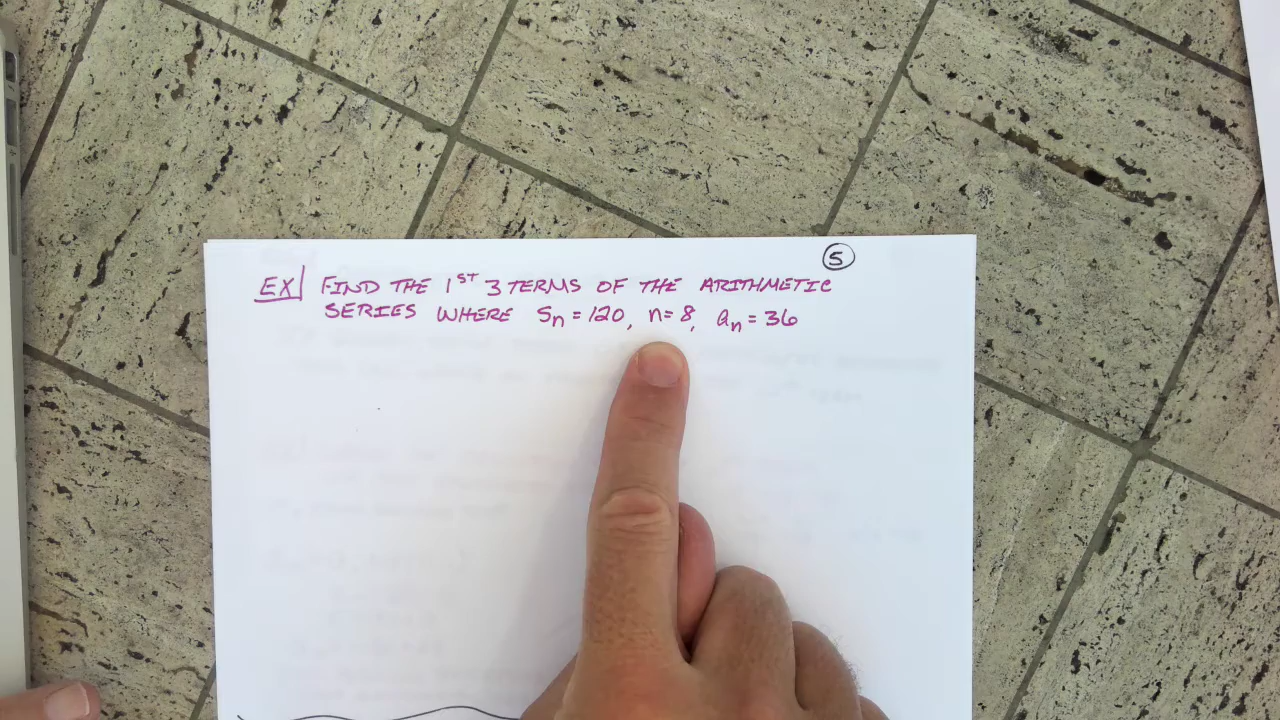 5
EX| FIND THE 1ST 3 TERMS OF THE ARITHMETIC
SERIES WHERE Sn = 120, n = 8, an = 36